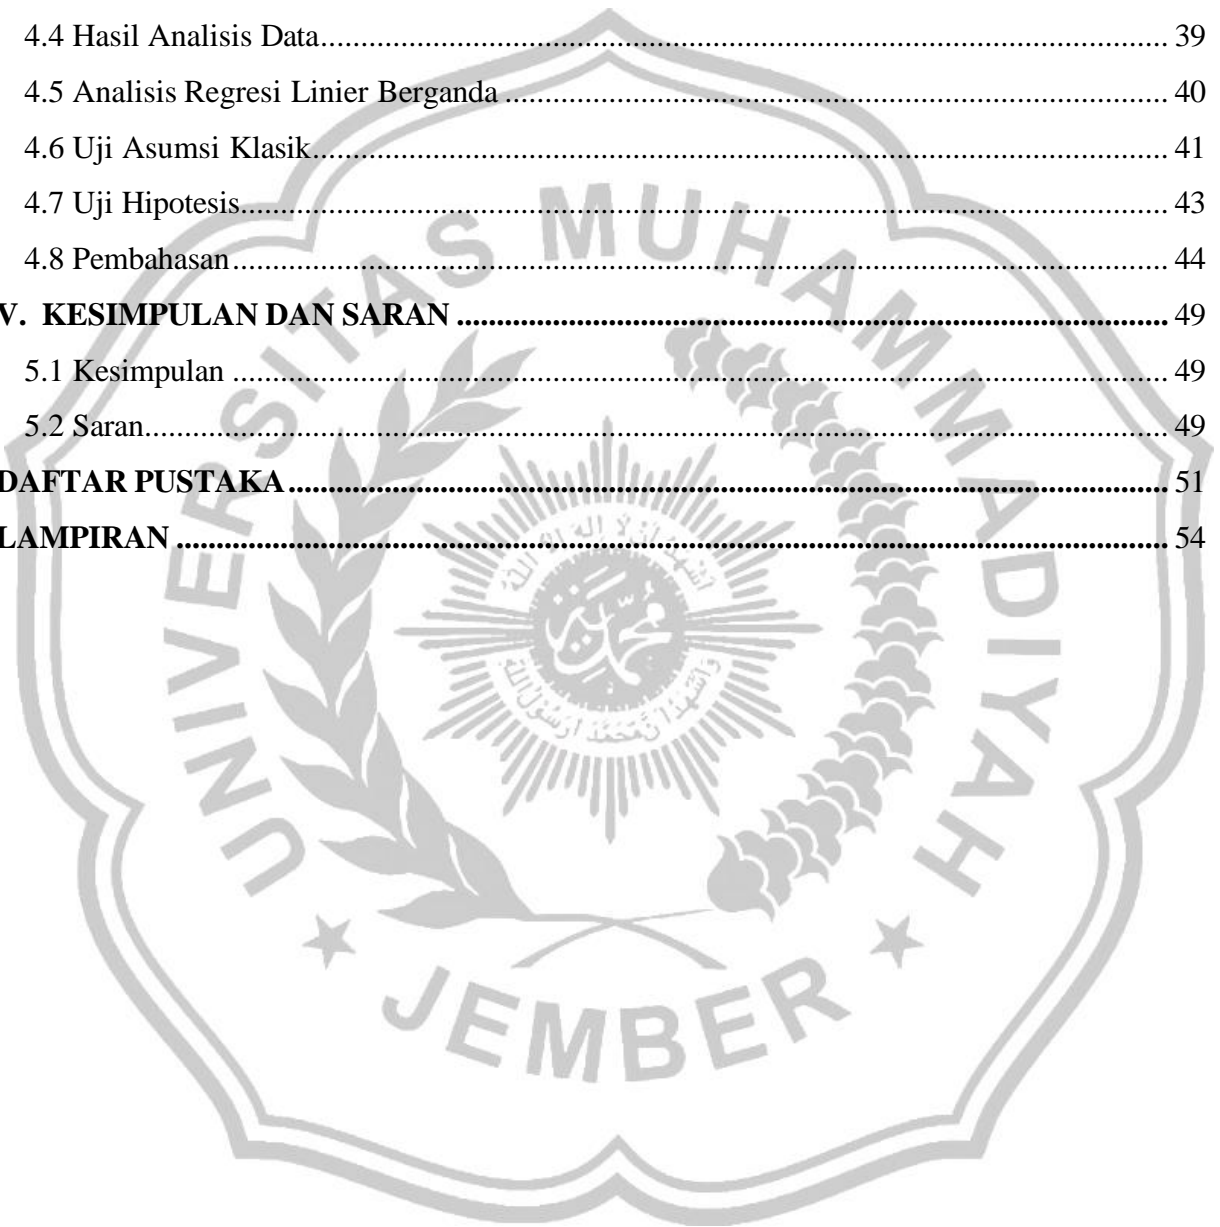 4.4 Hasil Analisis Data.......... 39
4.5 Analisis Regresi Linier Berganda .......... 40
4.6 Uji Asumsi Klasik.......... 41
4.7 Uji Hipotesis.......... 43
4.8 Pembahasan.......... 44
V. KESIMPULAN DAN SARAN .......... 49
5.1 Kesimpulan .......... 49
5.2 Saran.......... 49
DAFTAR PUSTAKA.......... 51
LAMPIRAN .......... 54
UNIVERSITAS MUHAMMADIYAH
JEMBER
محمد